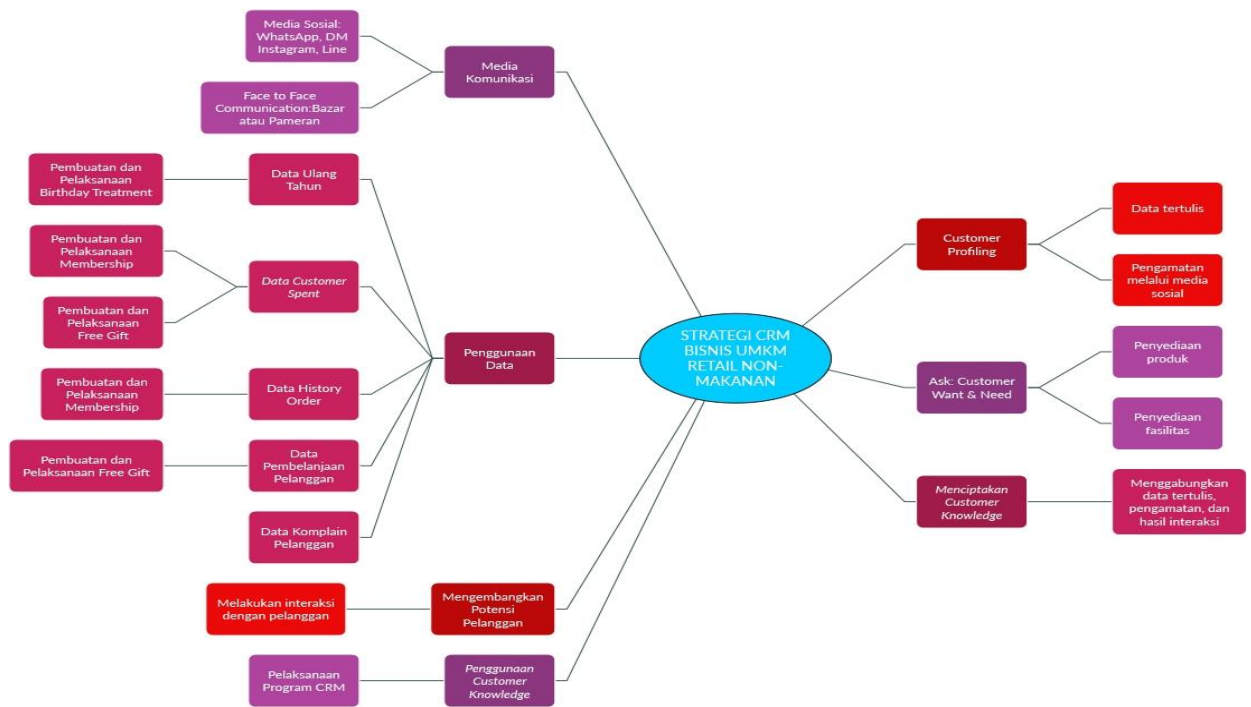 Media Sosial:
WhatsApp, DM
Instagram, Line
Face to Face
Communication:Bazar
atau Pameran
Media
Komunikasi
Pembuatan dan
Pelaksanaan
Birthday Treatment
Data Ulang
Tahun
Pembuatan dan
Pelaksanaan
Membership
Pembuatan dan
Pelaksanaan
Free Gift
Data Customer
Spent
Pembuatan dan
Pelaksanaan
Membership
Data History
Order
Pembuatan dan
Pelaksanaan Free Gift
Data
Pembelanjaan
Pelanggan
Data Komplain
Pelanggan
Penggunaan
Data
Melakukan interaksi
dengan pelanggan
Mengembangkan
Potensi
Pelanggan
Pelaksanaan
Program CRM
Penggunaan
Customer
Knowledge
STRATEGI CRM
BISNIS UMKM
RETAIL NON-
MAKANAN
Customer
Profiling
Data tertulis
Pengamatan
melalui media
sosial
Ask: Customer
Want & Need
Penyediaan
produk
Penyediaan
fasilitas
Menciptakan
Customer
Knowledge
Menggabungkan
data tertulis,
pengamatan, dan
hasil interaksi